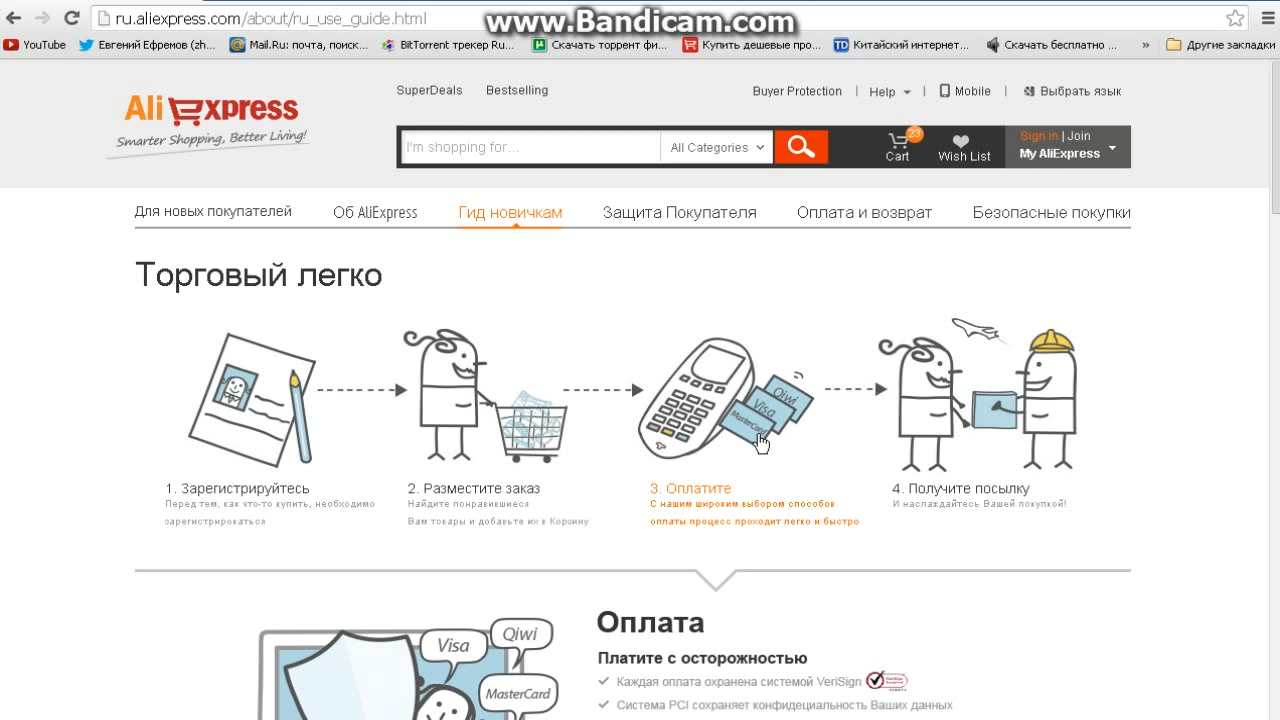 www.Bandicam.com
ru.aliexpress.com/about/ru_use_guide.html
YouTube
Евгений Ефремов (zh...
Mail.Ru: почта, поиск...
BitTorrent трекер Ru...
Скачать торрент фи...
Купить дешевые про...
Китайский интернет...
Скачать бесплатно ...
»
Другие закладки
SuperDeals Bestselling
Buyer Protection | Help | Mobile | Выбрать язык
AliExpress
Smarter Shopping, Better Living!
I'm shopping for...
All Categories
23
Cart
Wish List
Sign in | Join
My AliExpress
Для новых покупателей Об AliExpress Гид новичкам Защита Покупателя Оплата и возврат Безопасные покупки
Торговый легко
Qiwi
Visa
MasterCard
1. Зарегистрируйтесь
Перед тем, как что-то купить, необходимо
зарегистрироваться
2. Разместите заказ
Найдите понравившиеся
Вам товары и добавьте их в Корзину
3. Оплатите
С нашим широким выбором способов
оплаты процесс проходит легко и быстро
4. Получите посылку
И наслаждайтесь Вашей покупкой!
Visa
Qiwi
MasterCard
Оплата
Платите с осторожностью
Каждая оплата охранена системой VeriSign
Система PCI сохраняет конфидециальность Ваших данных